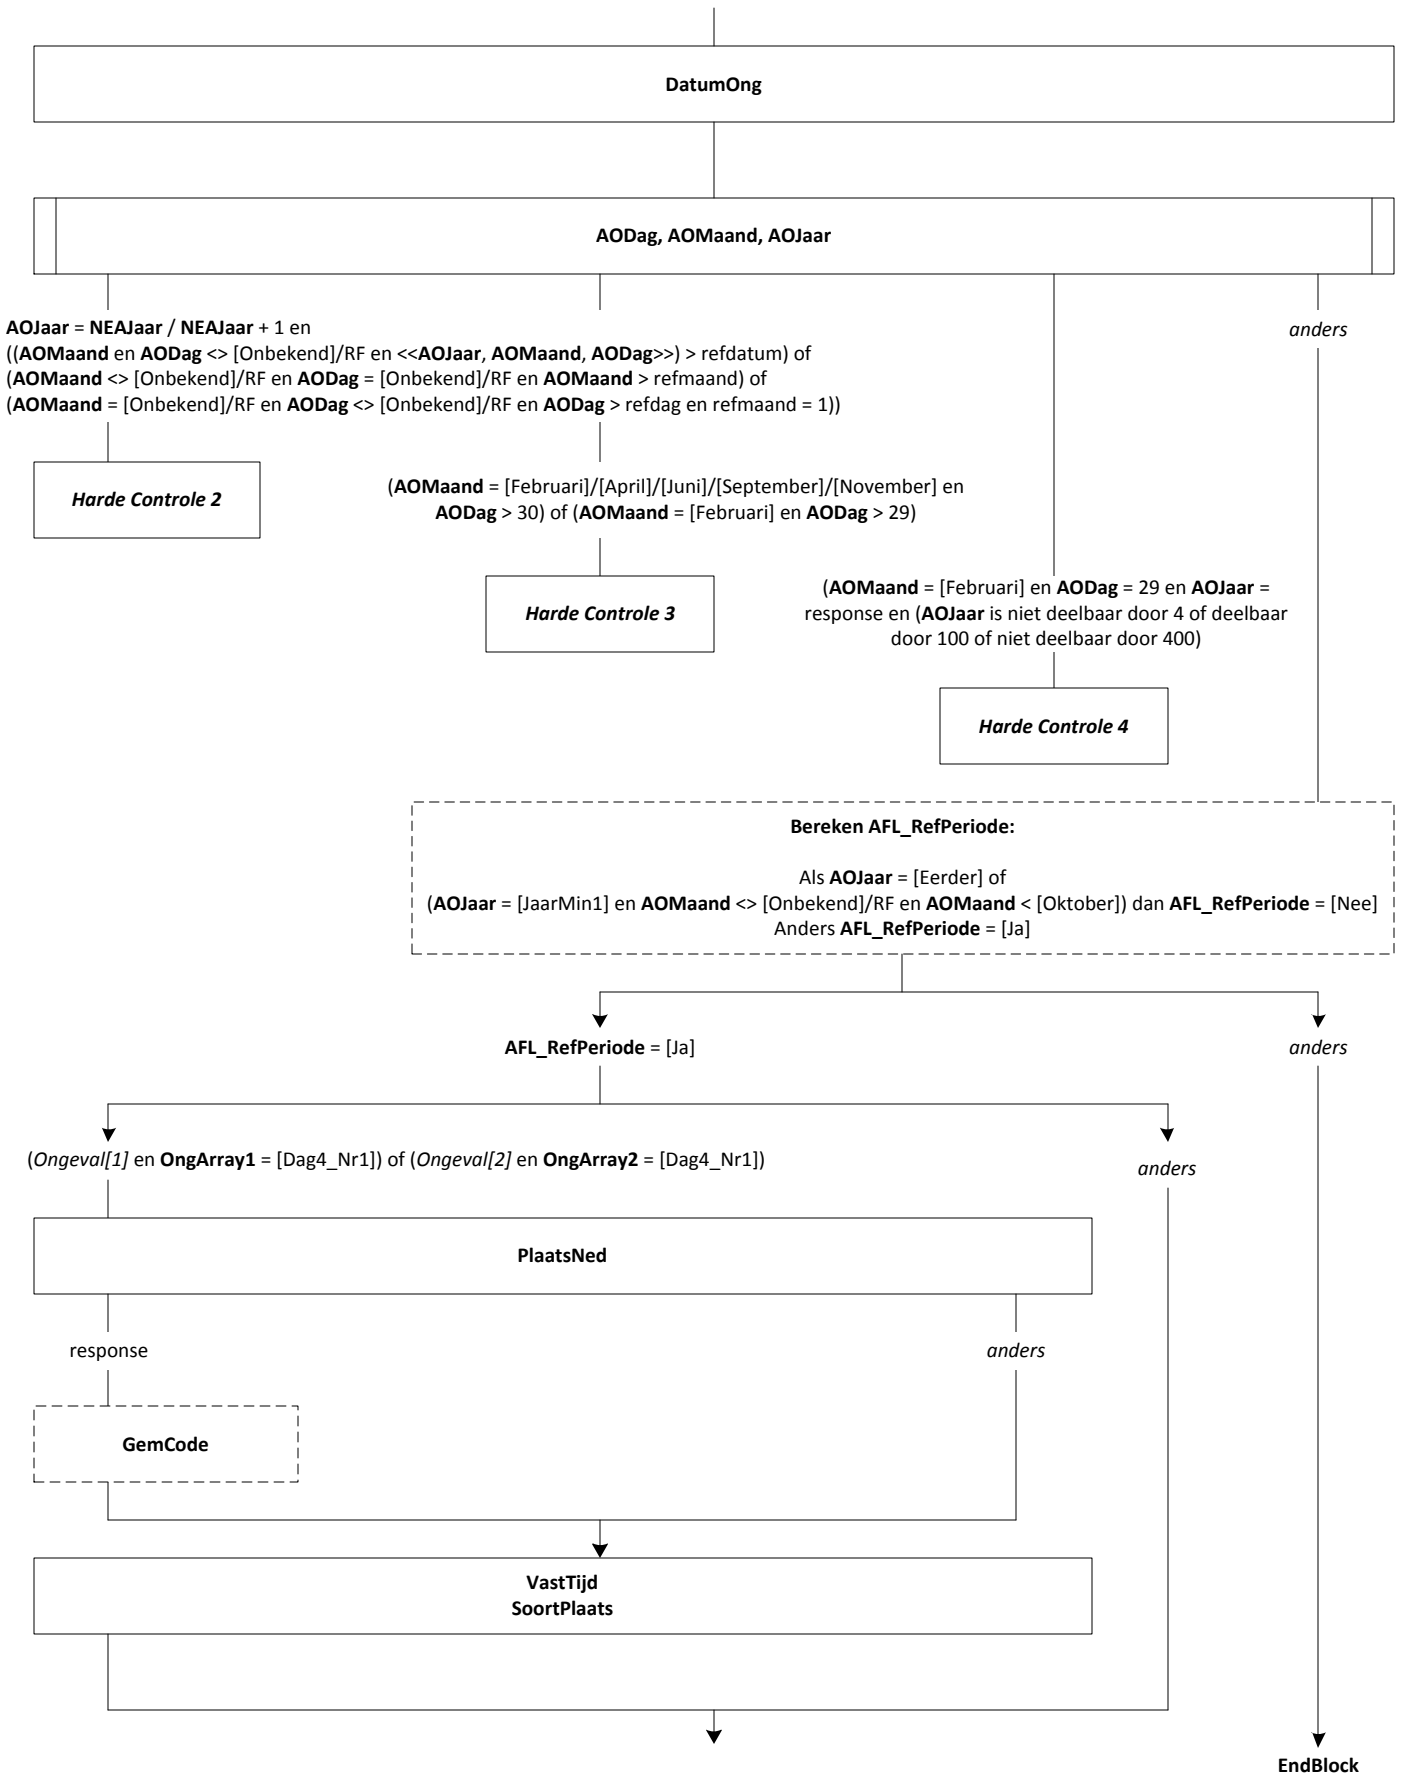 DatumOng
AODag, AOMaand, AOJaar
AOJaar = NEAJaar / NEAJaar + 1 en
((AOMaand en AODag <> [Onbekend]/RF en <<AOJaar, AOMaand, AODag>>) > refdatum) of
(AOMaand <> [Onbekend]/RF en AODag = [Onbekend]/RF en AOMaand > refmaand) of
(AOMaand = [Onbekend]/RF en AODag <> [Onbekend]/RF en AODag > refdag en refmaand = 1))
anders
Harde Controle 2
(AOMaand = [Februari]/[April]/[Juni]/[September]/[November] en
AODag > 30) of (AOMaand = [Februari] en AODag > 29)
Harde Controle 3
(AOMaand = [Februari] en AODag = 29 en AOJaar =
response en (AOJaar is niet deelbaar door 4 of deelbaar
door 100 of niet deelbaar door 400)
Harde Controle 4
Bereken AFL_RefPeriode:
Als AOJaar = [Eerder] of
(AOJaar = [JaarMin1] en AOMaand <> [Onbekend]/RF en AOMaand < [Oktober]) dan AFL_RefPeriode = [Nee]
Anders AFL_RefPeriode = [Ja]
AFL_RefPeriode = [Ja]
anders
(Ongeval[1] en OngArray1 = [Dag4_Nr1]) of (Ongeval[2] en OngArray2 = [Dag4_Nr1])
anders
PlaatsNed
response
anders
GemCode
VastTijd
SoortPlaats
EndBlock